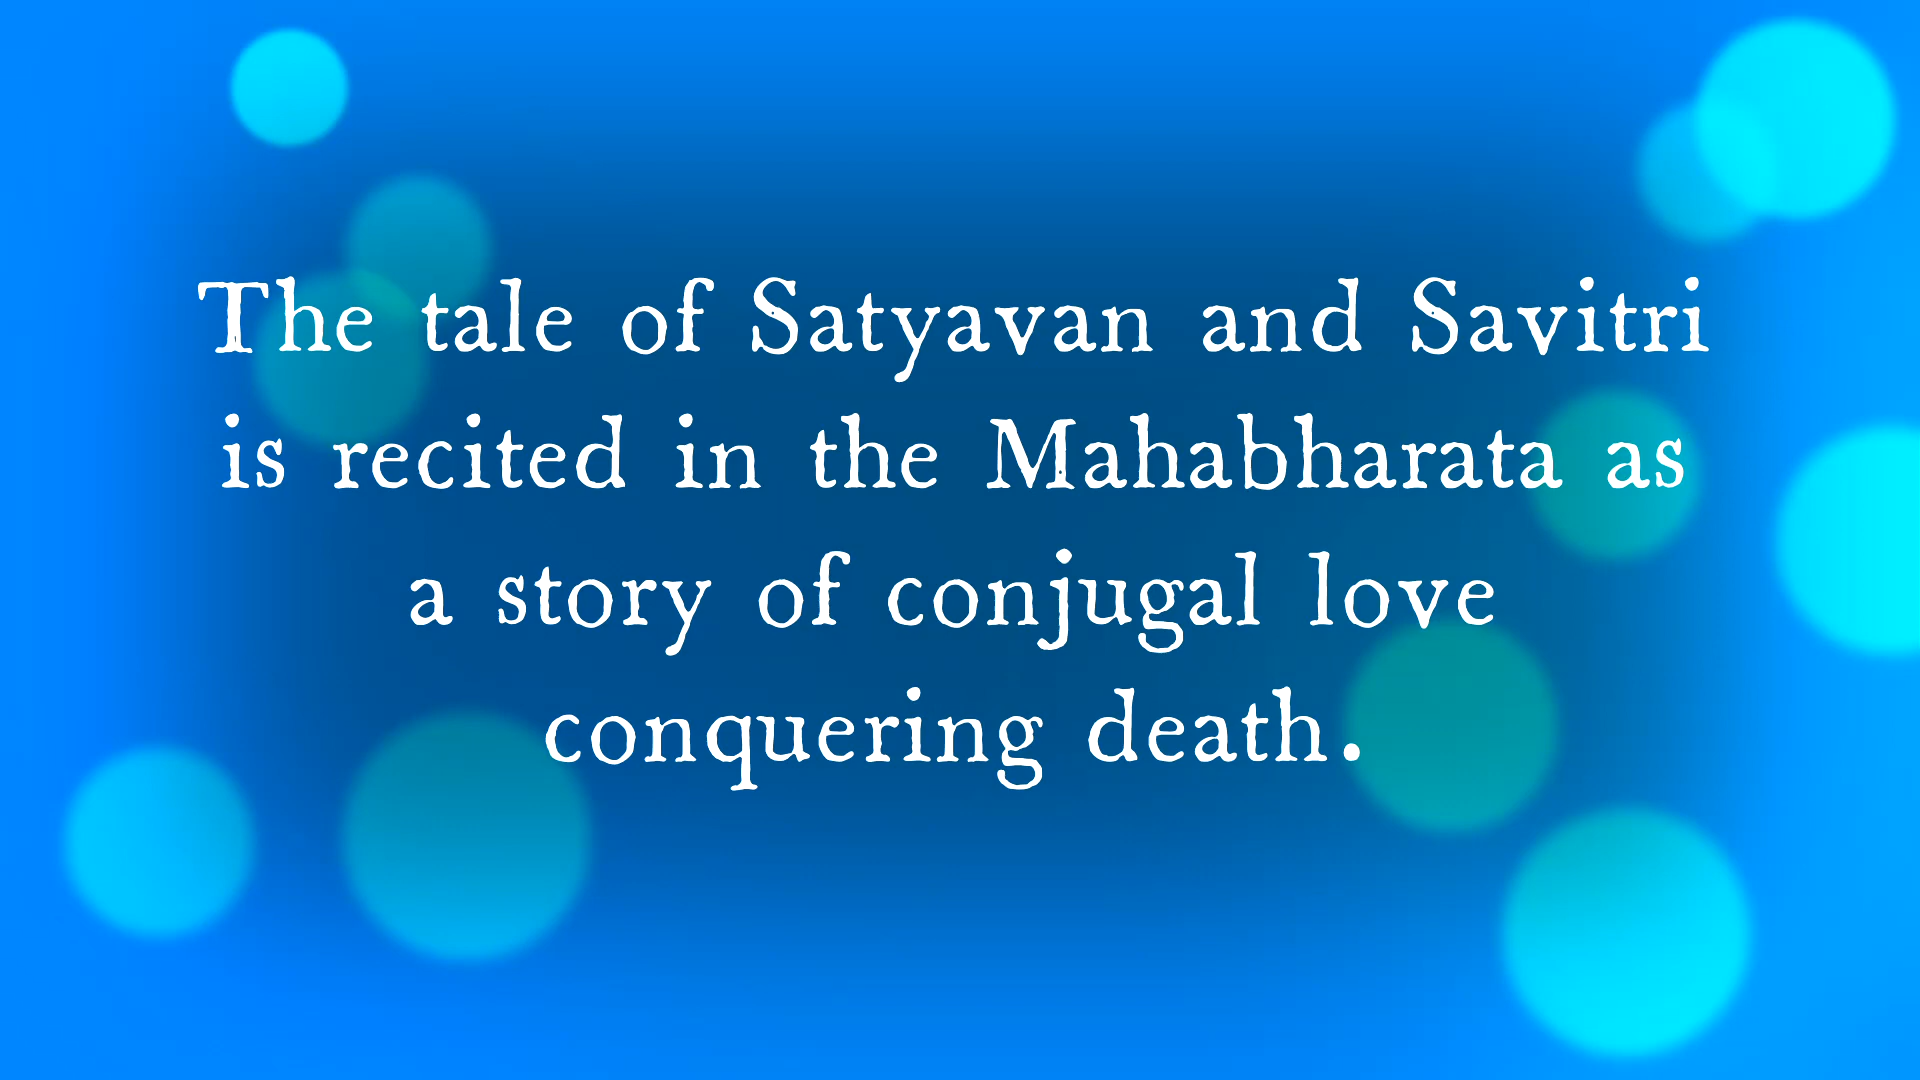 The tale of Satyavan and Savitri
is recited in the Mahabharata as
a story of conjugal love
conquering death.